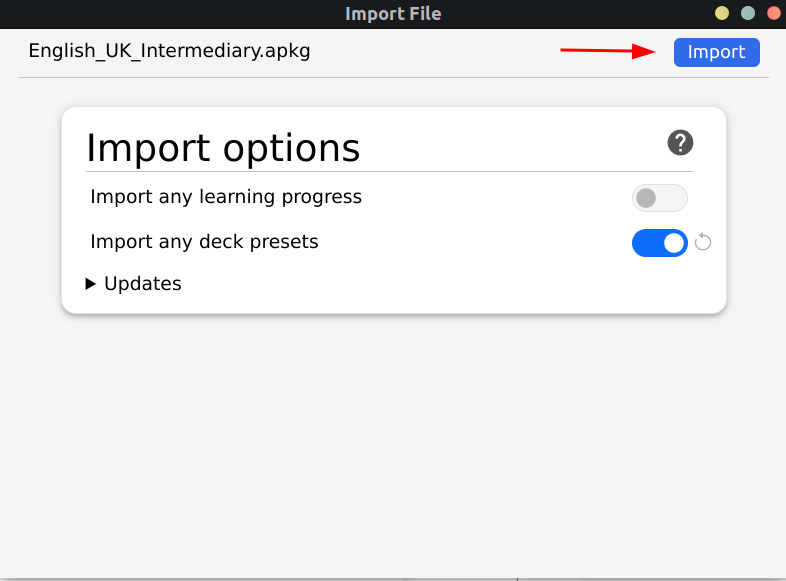 Import File
English_UK_Intermediary.apkg
Import
Import options
?
Import any learning progress
Import any deck presets
Updates